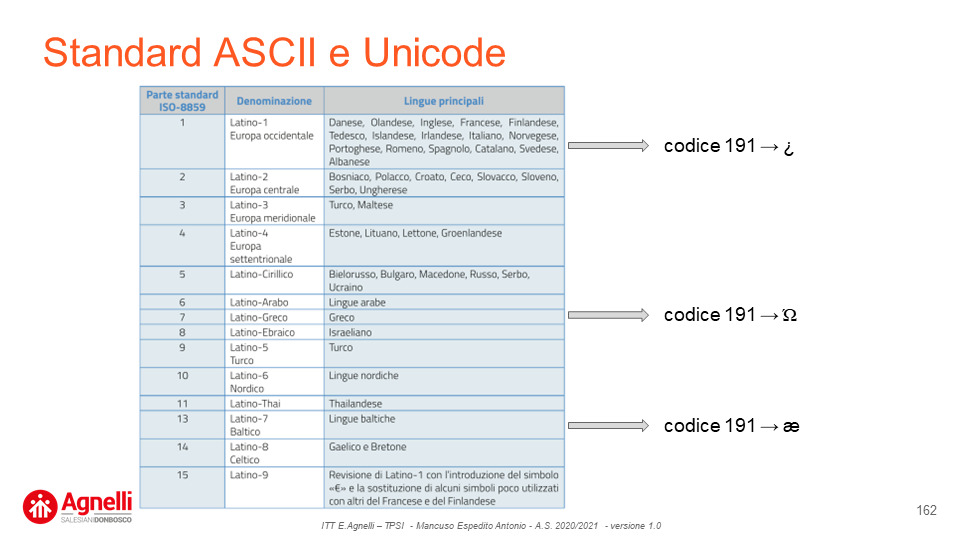 Standard ASCII e Unicode
Parte standard ISO-8859 Denominazione Lingue principali
1 Latino-1 Danese, Olandese, Inglese, Francese, Finlandese,
Europa occidentale Tedesco, Islandese, Irlandese, Italiano, Norvegese,
Portoghese, Romeno, Spagnolo, Catalano, Svedese,
Albanese
codice 191 → ¿
2 Latino-2 Bosniaco, Polacco, Croato, Ceco, Slovacco, Sloveno,
Europa centrale Serbo, Ungherese
3 Latino-3 Turco, Maltese
Europa meridionale
4 Latino-4 Estone, Lituano, Lettone, Groenlandese
Europa
settentrionale
5 Latino-Cirillico Bielorusso, Bulgaro, Macedone, Russo, Serbo,
Ucraino
6 Latino-Arabo Lingue arabe
7 Latino-Greco Greco
codice 191 → Ώ
8 Latino-Ebraico Israeliano
9 Latino-5 Turco
Turco
10 Latino-6 Lingue nordiche
Nordico
11 Latino-Thai Thailandese
13 Latino-7 Lingue baltiche
Baltico
codice 191 → æ
14 Latino-8 Gaelico e Bretone
Celtico
15 Latino-9 Revisione di Latino-1 con l'introduzione del simbolo
«€» e la sostituzione di alcuni simboli poco utilizzati
con altri del Francese e del Finlandese
Agnelli
SALESIANI DONBOSCO
162
ITT E.Agnelli – TPSI - Mancuso Espedito Antonio - A.S. 2020/2021 - versione 1.0